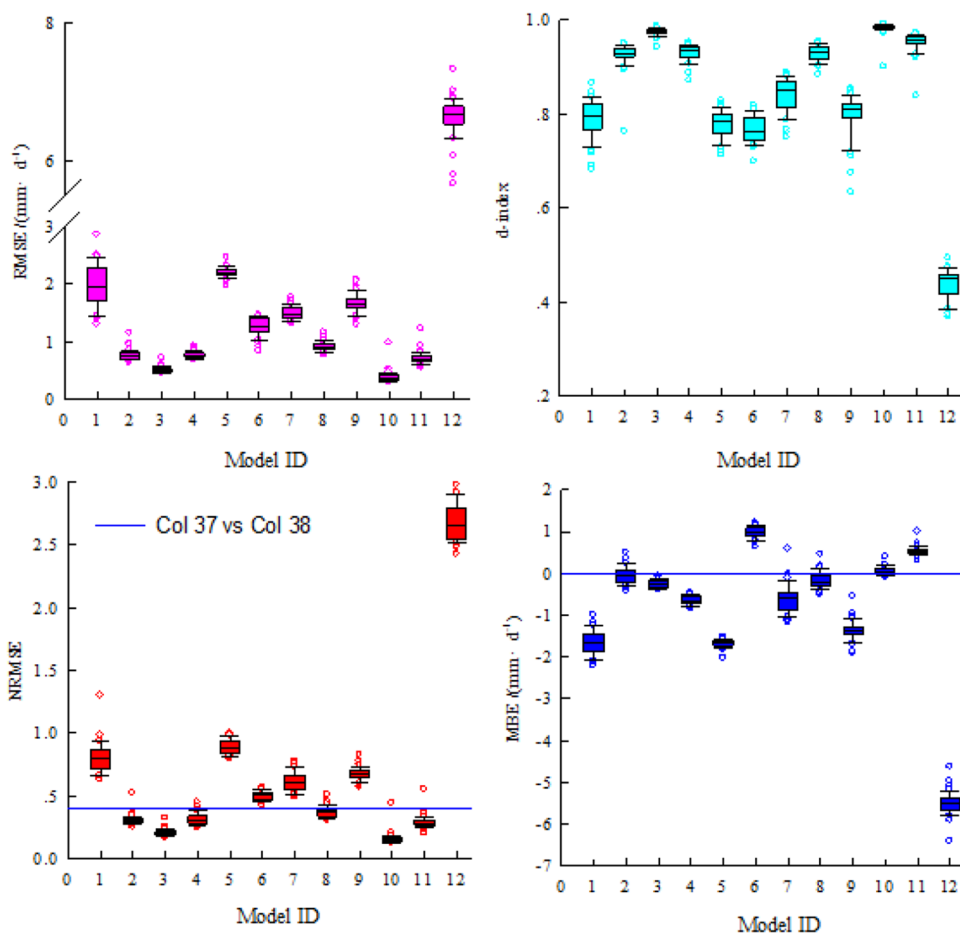 8
6
3
2
1
0
RMSE /(mm· d⁻¹)
0 1 2 3 4 5 6 7 8 9 10 11 12
Model ID
1.0
.8
.6
.4
.2
d-index
0 1 2 3 4 5 6 7 8 9 10 11 12
Model ID
3.0
2.5
2.0
1.5
1.0
.5
0.0
NRMSE
Col 37 vs Col 38
0 1 2 3 4 5 6 7 8 9 10 11 12
Model ID
2
1
0
-1
-2
-3
-4
-5
-6
-7
MBE /(mm· d⁻¹)
0 1 2 3 4 5 6 7 8 9 10 11 12
Model ID